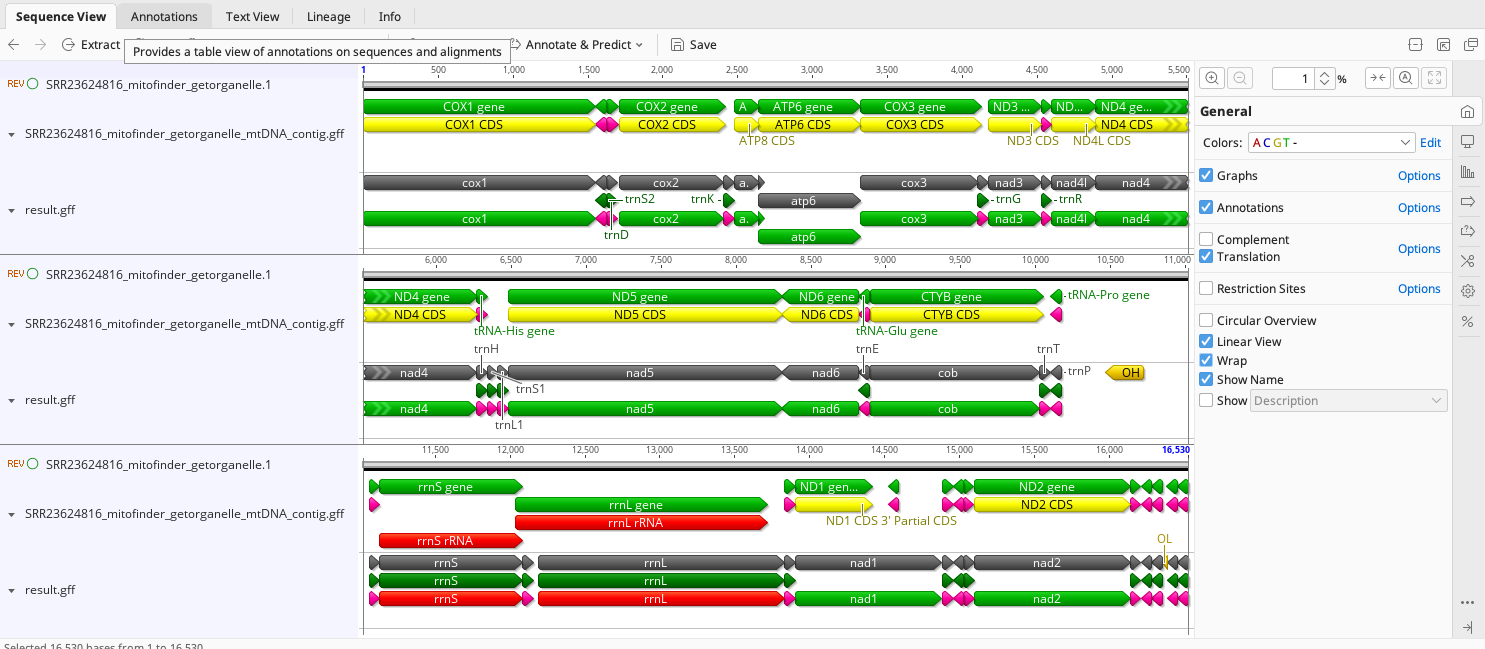 Sequence View Annotations Text View Lineage Info
Extract Annotate & Predict Save
Provides a table view of annotations on sequences and alignments
1 500 1,000 1,500 2,000 2,500 3,000 3,500 4,000 4,500 5,000 5,500
REV SRR23624816_mitofinder_getorganelle.1
COX1 gene COX2 gene A ATP6 gene COX3 gene ND3 ... ND... ND4 ge...
SRR23624816_mitofinder_getorganelle_mtDNA_contig.gff
COX1 CDS COX2 CDS ATP6 CDS COX3 CDS ND4 CDS
ATP8 CDS ND3 CDS ND4L CDS
cox1 cox2 a. cox3 nad3 nad4l nad4
trnS2 trnK atp6 trnG trnR
result.gff
cox1 cox2 a. cox3 nad3 nad4l nad4
trnD atp6
6,000 6,500 7,000 7,500 8,000 8,500 9,000 9,500 10,000 10,500 11,000
REV SRR23624816_mitofinder_getorganelle.1
ND4 gene ND5 gene ND6 gene CTYB gene tRNA-Pro gene
SRR23624816_mitofinder_getorganelle_mtDNA_contig.gff
ND4 CDS ND5 CDS ND6 CDS CTYB CDS
tRNA-His gene tRNA-Glu gene
trnH trnE trnT
nad4 nad5 nad6 cob trnP OH
trnS1
result.gff
nad4 nad5 nad6 cob
trnL1
11,500 12,000 12,500 13,000 13,500 14,000 14,500 15,000 15,500 16,000 16,530
REV SRR23624816_mitofinder_getorganelle.1
rrnS gene ND1 gen... ND2 gene
SRR23624816_mitofinder_getorganelle_mtDNA_contig.gff
rrnL gene ND2 CDS
rrnL rRNA ND1 CDS 3' Partial CDS
rrnS rRNA OL
rrnS rrnL nad1 nad2
rrnS rrnL
result.gff
rrnS rrnL nad1 nad2
Selected 16,530 bases from 1 to 16,530
1 %
General
Colors: A C G T - Edit
Graphs Options
Annotations Options
Complement
Translation Options
Restriction Sites Options
Circular Overview
Linear View
Wrap
Show Name
Show Description